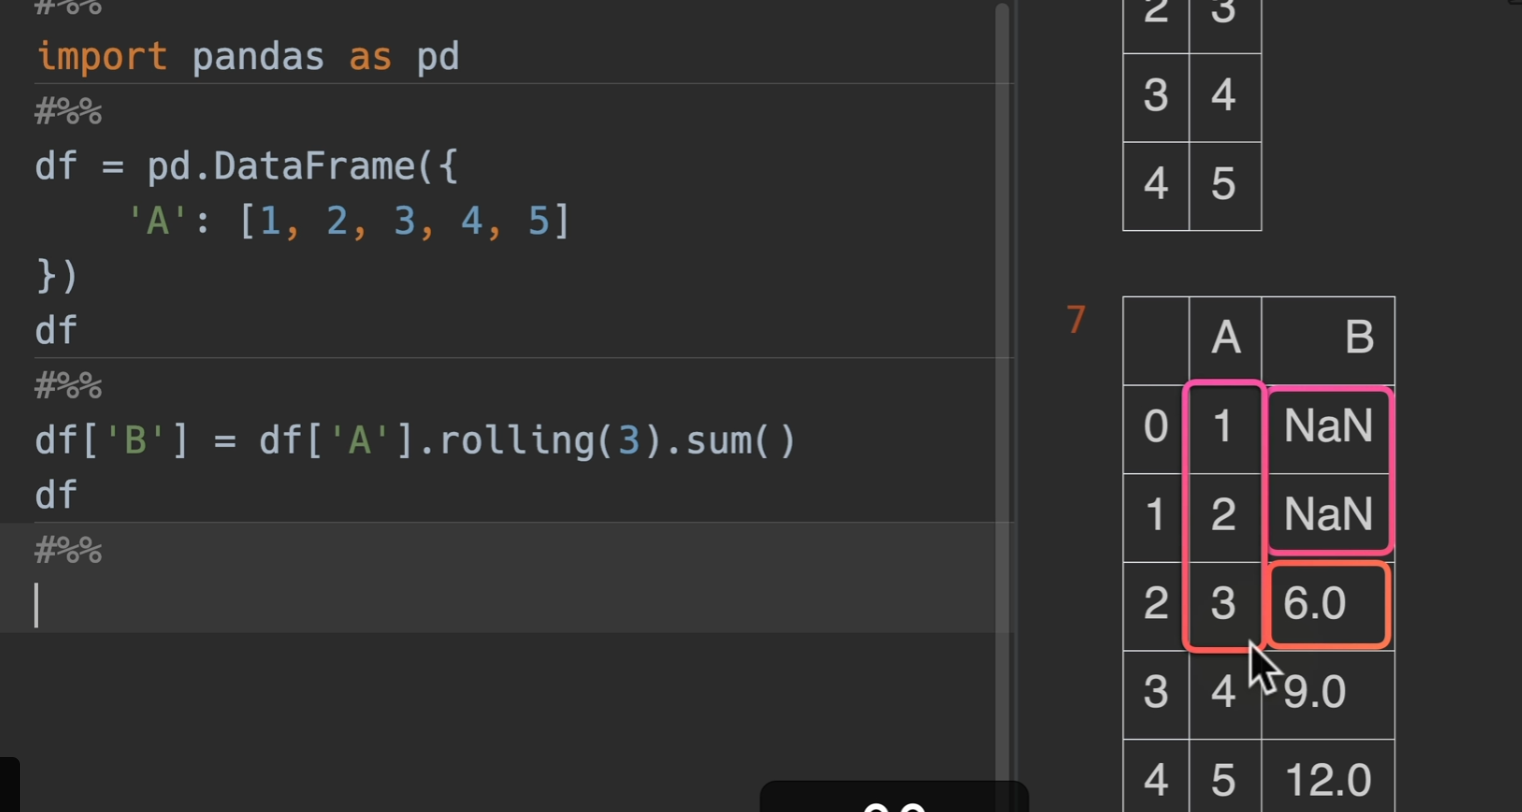 #%%
import pandas as pd
#%%
df = pd.DataFrame({
    'A': [1, 2, 3, 4, 5]
})
df
#%%
df['B'] = df['A'].rolling(3).sum()
df
#%%
2 3
3 4
4 5
7
A B
0 1 NaN
1 2 NaN
2 3 6.0
3 4 9.0
4 5 12.0